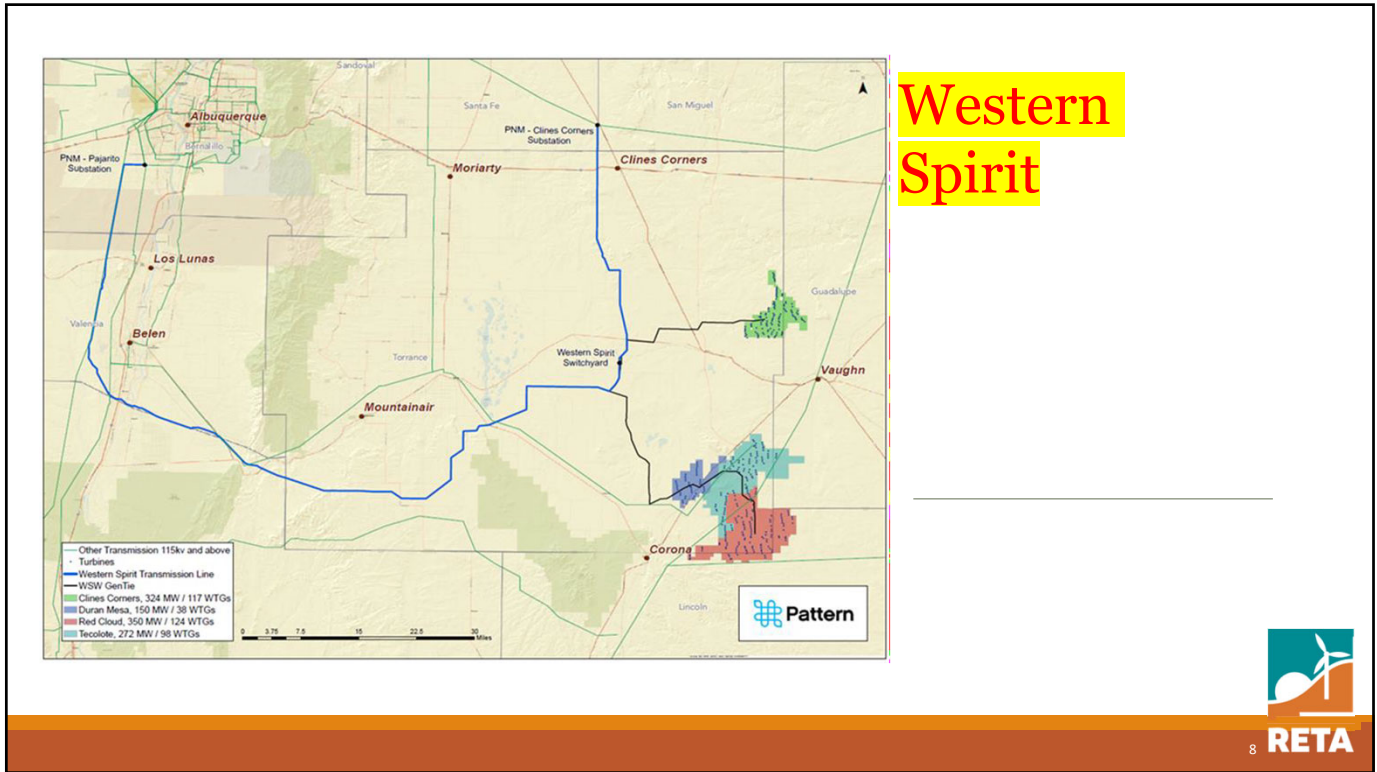 Western
Spirit
Sandoval
Santa Fe
San Miguel
Albuquerque
Bernalillo
PNM - Pajarito
Substation
PNM - Clines Corners
Substation
Clines Corners
Moriarty
Los Lunas
Guadalupe
Valencia
Belen
Torrance
Western Spirit
Switchyard
Vaughn
Mountainair
Corona
Lincoln
Other Transmission 115kv and above
Turbines
Western Spirit Transmission Line
WSW GenTie
Clines Corners, 324 MW / 117 WTGs
Duran Mesa, 150 MW / 38 WTGs
Red Cloud, 350 MW / 124 WTGs
Tecolote, 272 MW / 98 WTGs
0 3.75 7.5 15 22.5 30
Miles
Pattern
8
RETA